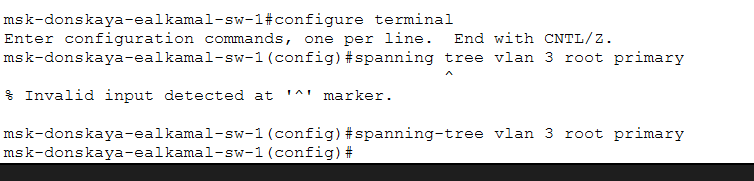 msk-donskaya-ealkamal-sw-1#configure terminal
Enter configuration commands, one per line.  End with CNTL/Z.
msk-donskaya-ealkamal-sw-1(config)#spanning tree vlan 3 root primary
^
% Invalid input detected at '^' marker.
msk-donskaya-ealkamal-sw-1(config)#spanning-tree vlan 3 root primary
msk-donskaya-ealkamal-sw-1(config)#